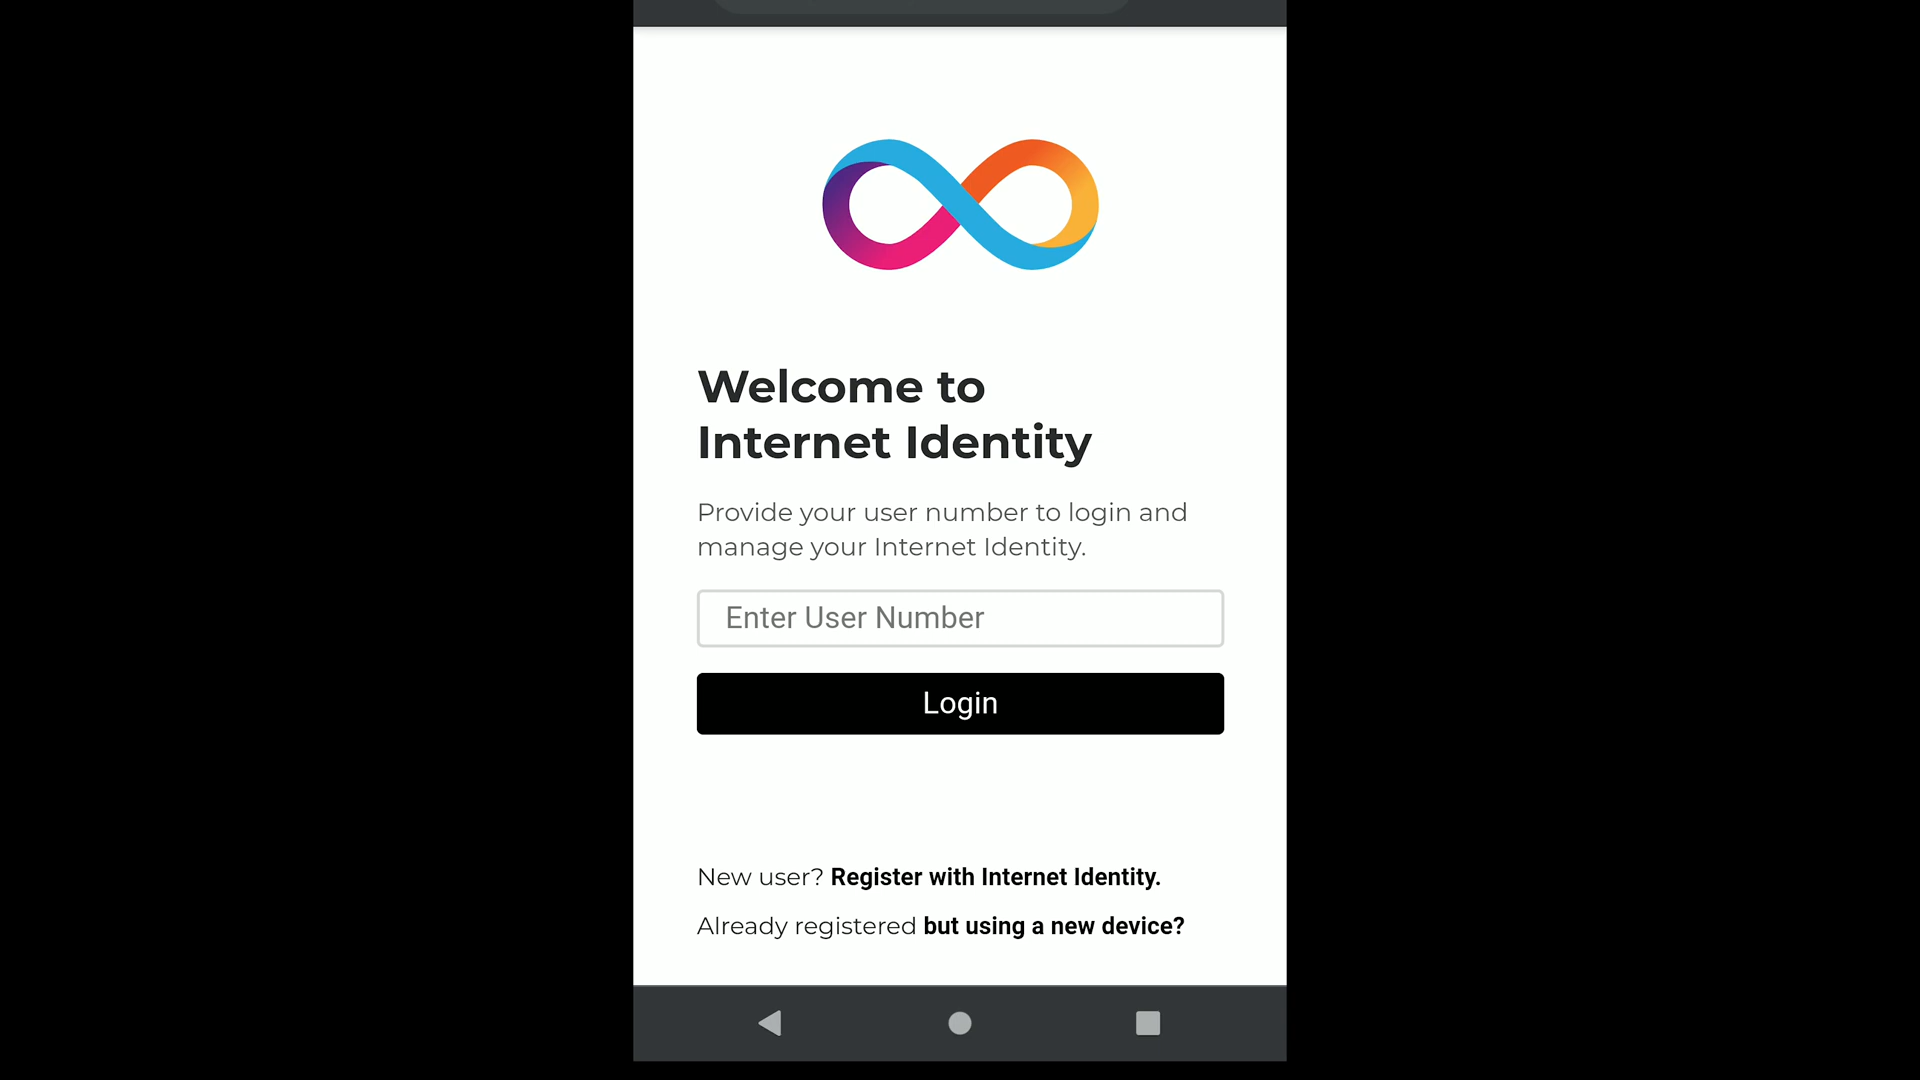 Welcome to
Internet Identity
Provide your user number to login and
manage your Internet Identity.
Enter User Number
Login
New user? Register with Internet Identity.
Already registered but using a new device?